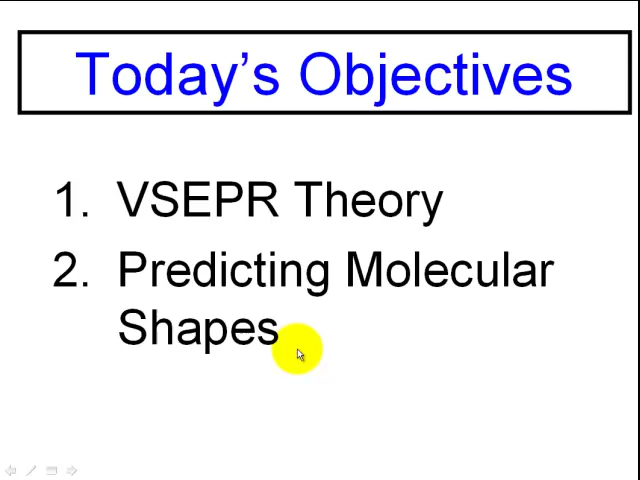 Today’s Objectives
1. VSEPR Theory
2. Predicting Molecular
Shapes